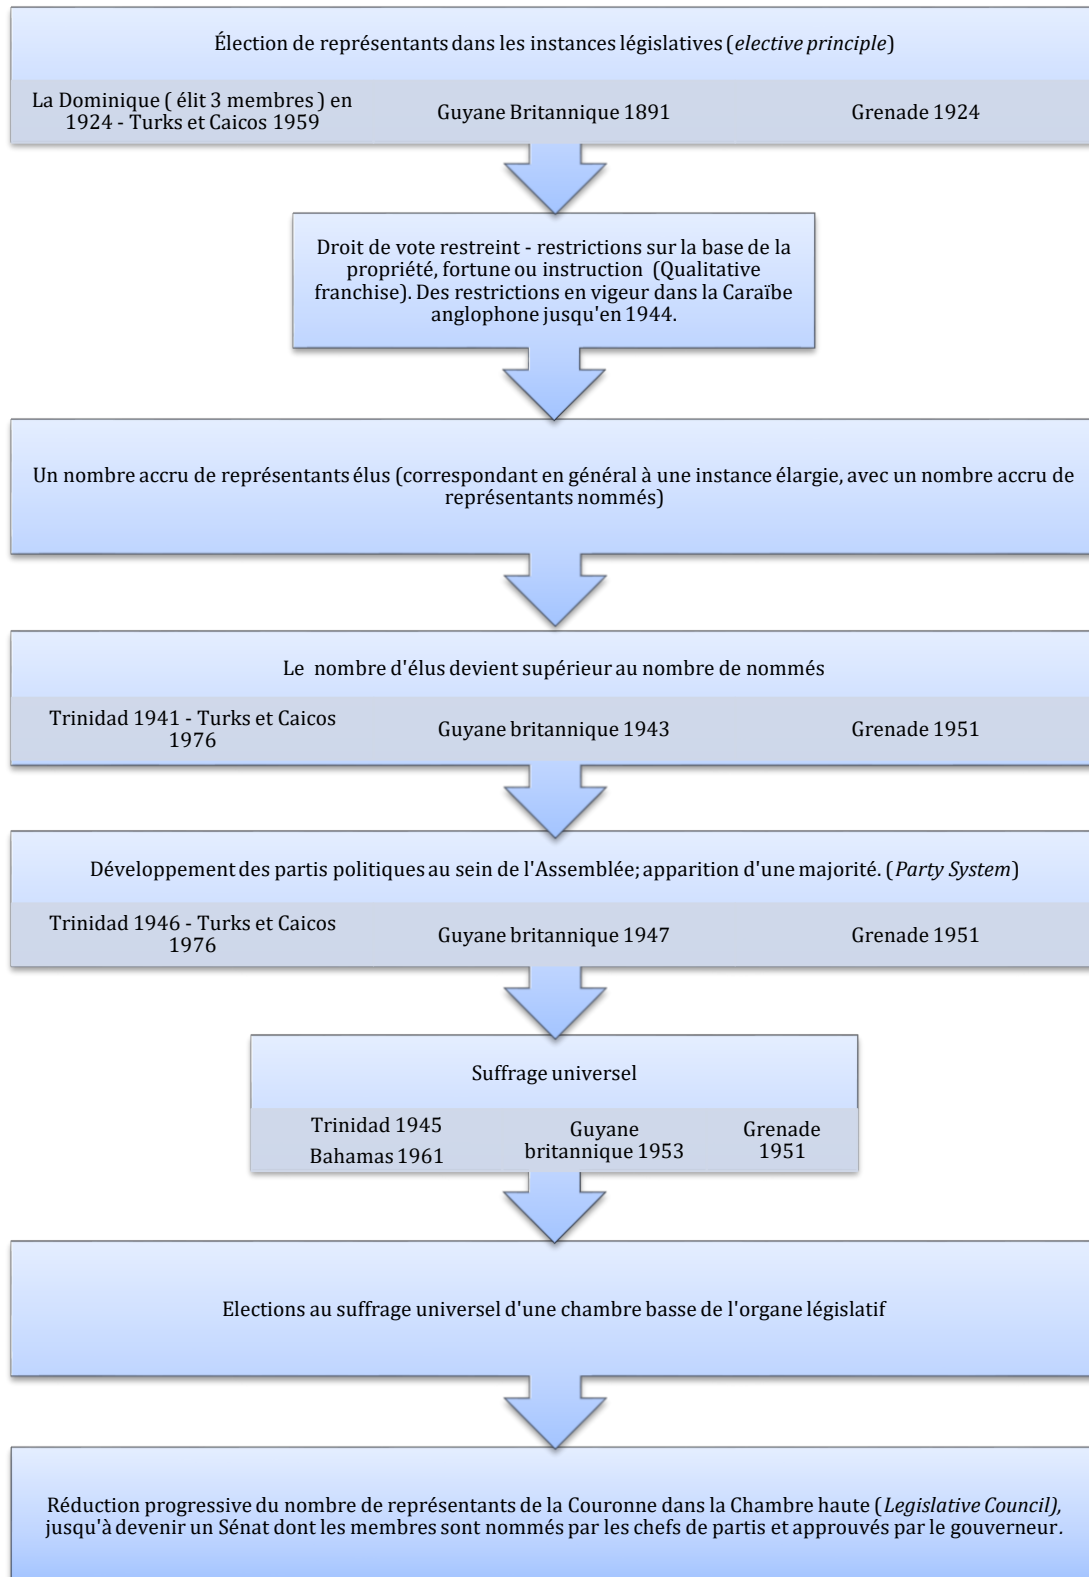 Élection de représentants dans les instances législatives (elective principle)
La Dominique ( élit 3 membres ) en
1924 - Turks et Caicos 1959
Guyane Britannique 1891
Grenade 1924
Droit de vote restreint - restrictions sur la base de la
propriété, fortune ou instruction (Qualitative
franchise). Des restrictions en vigeur dans la Caraïbe
anglophone jusqu'en 1944.
Un nombre accru de représentants élus (correspondant en général à une instance élargie, avec un nombre accru de
représentants nommés)
Le nombre d'élus devient supérieur au nombre de nommés
Trinidad 1941 - Turks et Caicos
1976
Guyane britannique 1943
Grenade 1951
Développement des partis politiques au sein de l'Assemblée; apparition d'une majorité. (Party System)
Trinidad 1946 - Turks et Caicos
1976
Guyane britannique 1947
Grenade 1951
Suffrage universel
Trinidad 1945
Bahamas 1961
Guyane
britannique 1953
Grenade
1951
Elections au suffrage universel d'une chambre basse de l'organe législatif
Réduction progressive du nombre de représentants de la Couronne dans la Chambre haute (Legislative Council),
jusqu'à devenir un Sénat dont les membres sont nommés par les chefs de partis et approuvés par le gouverneur.